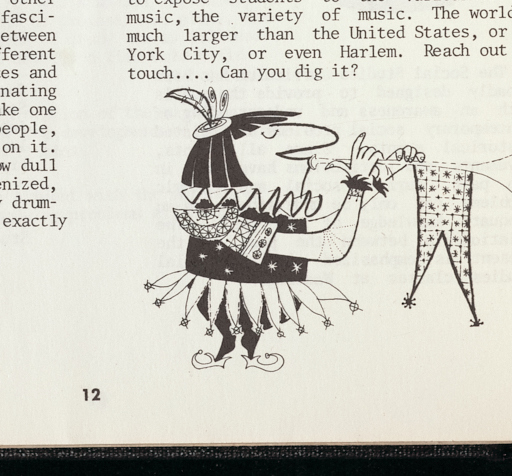 other
fasci-
between
fferent
es and
nating
ke one
people,
on it.
w dull
enized,
drum-
exactly
music, the variety of music. The world
much larger than the United States, or
York City, or even Harlem. Reach out
touch.... Can you dig it?
12